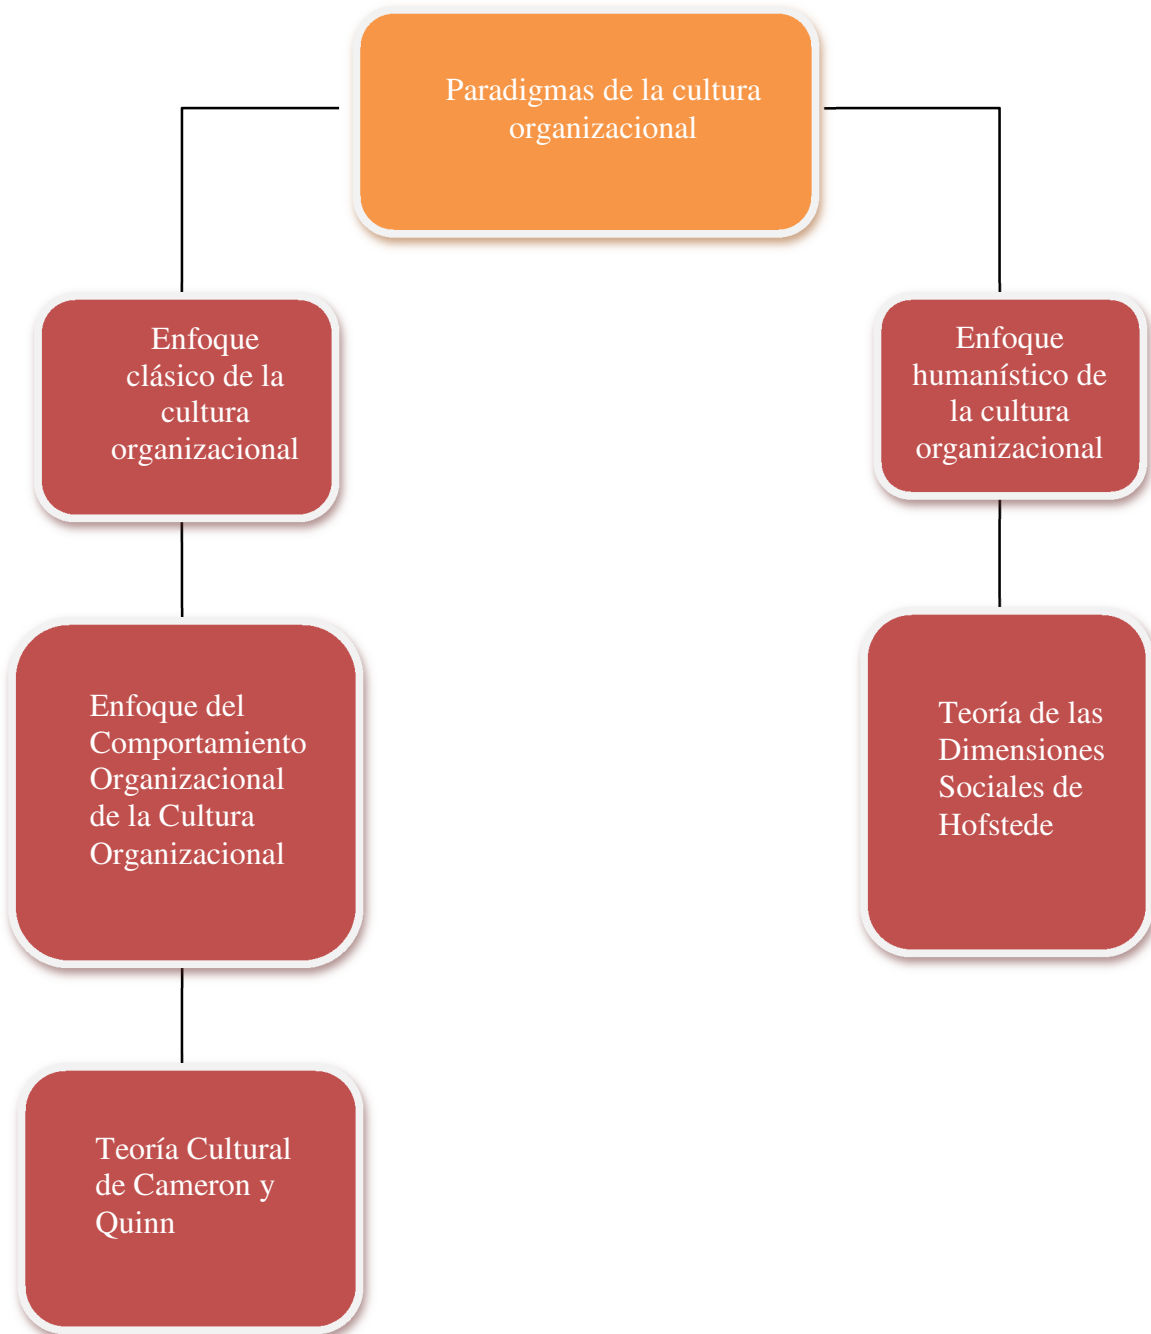 Paradigmas de la cultura
organizacional
Enfoque
clásico de la
cultura
organizacional
Enfoque
humanístico de
la cultura
organizacional
Enfoque del
Comportamiento
Organizacional
de la Cultura
Organizacional
Teoría de las
Dimensiones
Sociales de
Hofstede
Teoría Cultural
de Cameron y
Quinn